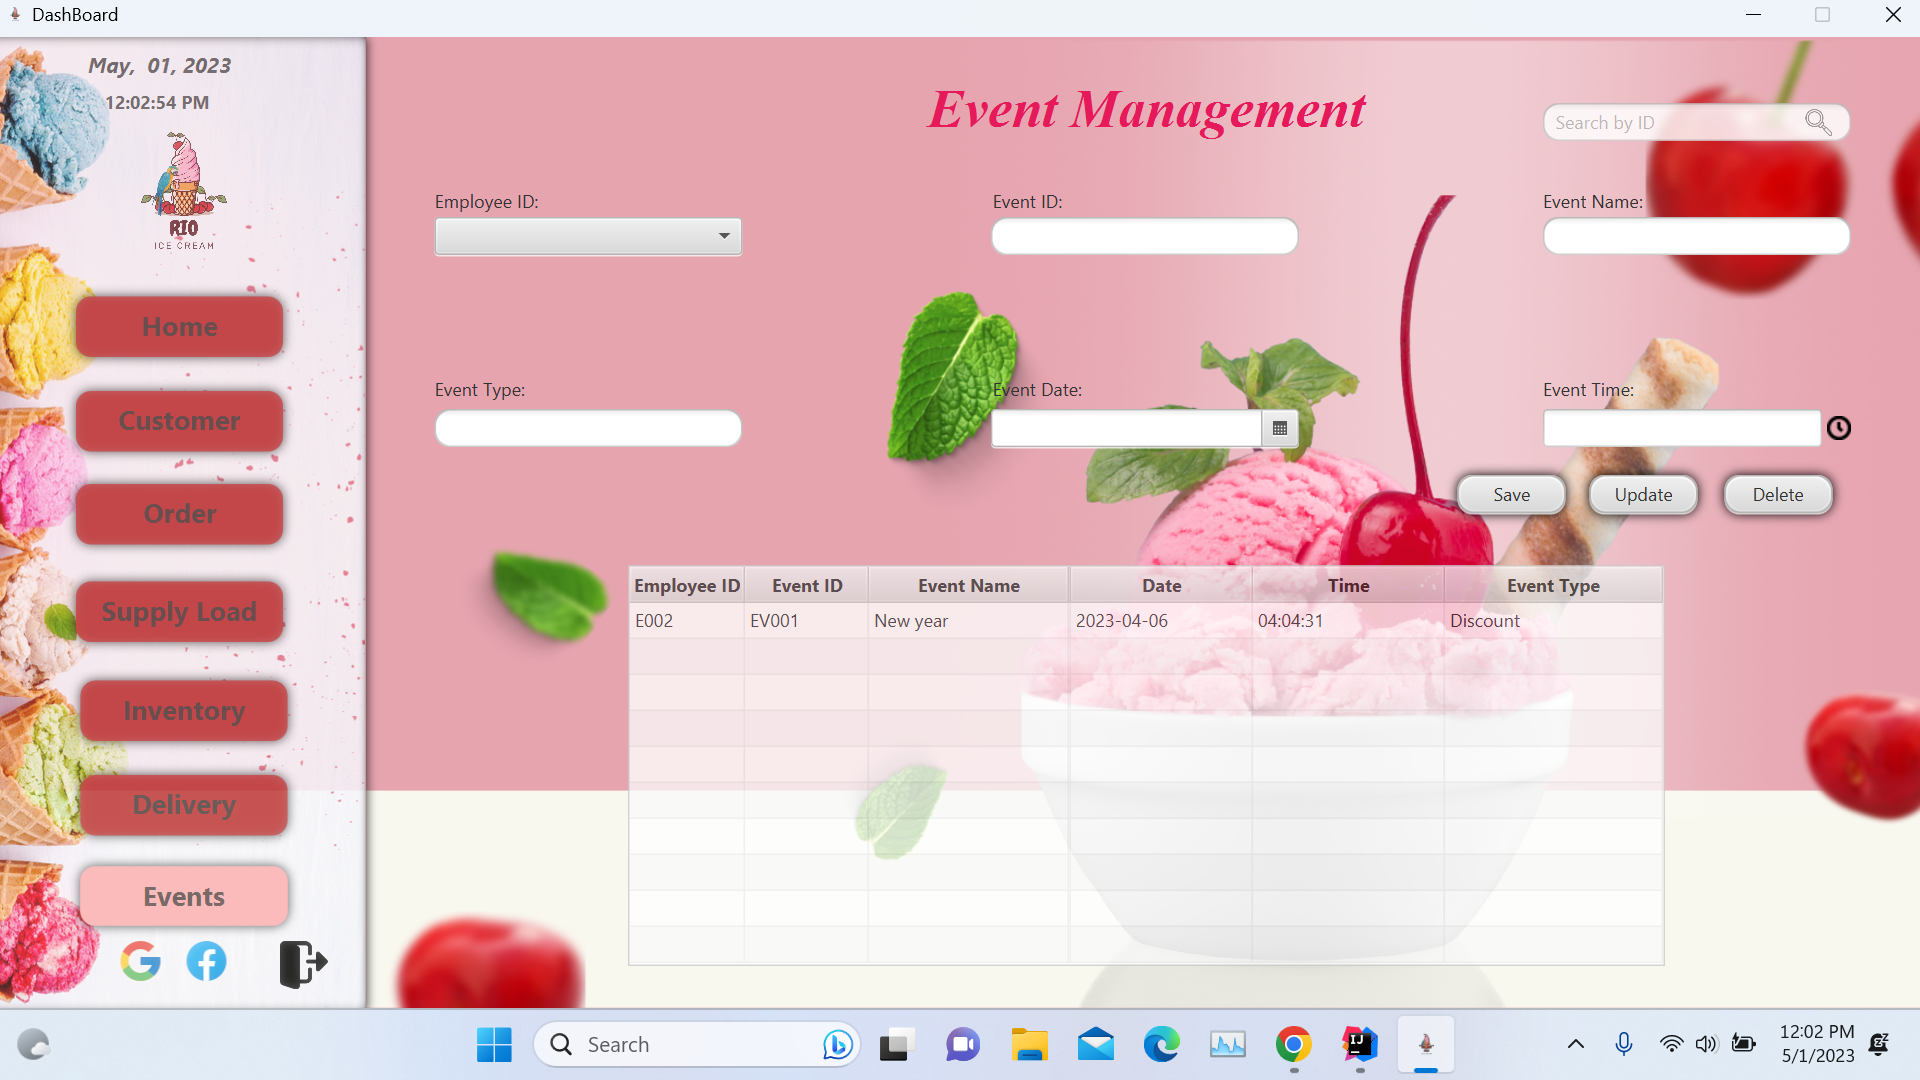 DashBoard
May,  01, 2023
12:02:54 PM
RIO
ICE CREAM
Home
Customer
Order
Supply Load
Inventory
Delivery
Events
Event Management
Search by ID
Employee ID:
Event ID:
Event Name:
Event Type:
Event Date:
Event Time:
Save
Update
Delete
Employee ID Event ID Event Name Date Time Event Type
E002 EV001 New year 2023-04-06 04:04:31 Discount
Search
12:02 PM
5/1/2023